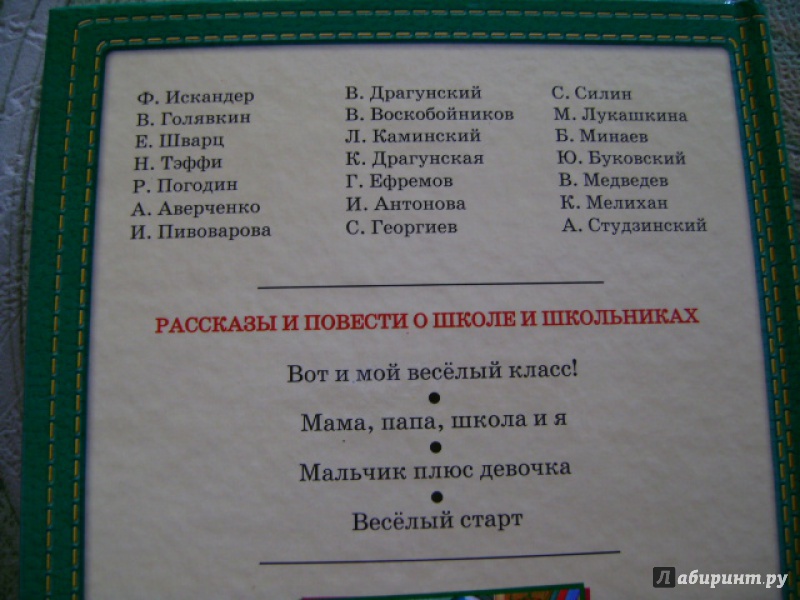 Ф. Искандер
В. Голявкин
Е. Шварц
Н. Тэффи
Р. Погодин
А. Аверченко
И. Пивоварова
В. Драгунский
В. Воскобойников
Л. Каминский
К. Драгунская
Г. Ефремов
И. Антонова
С. Георгиев
С. Силин
М. Лукашкина
Б. Минаев
Ю. Буковский
В. Медведев
К. Мелихан
А. Студзинский
РАССКАЗЫ И ПОВЕСТИ О ШКОЛЕ И ШКОЛЬНИКАХ
Вот и мой весёлый класс!
Мама, папа, школа и я
Мальчик плюс девочка
Весёлый старт
Лабиринт.ру